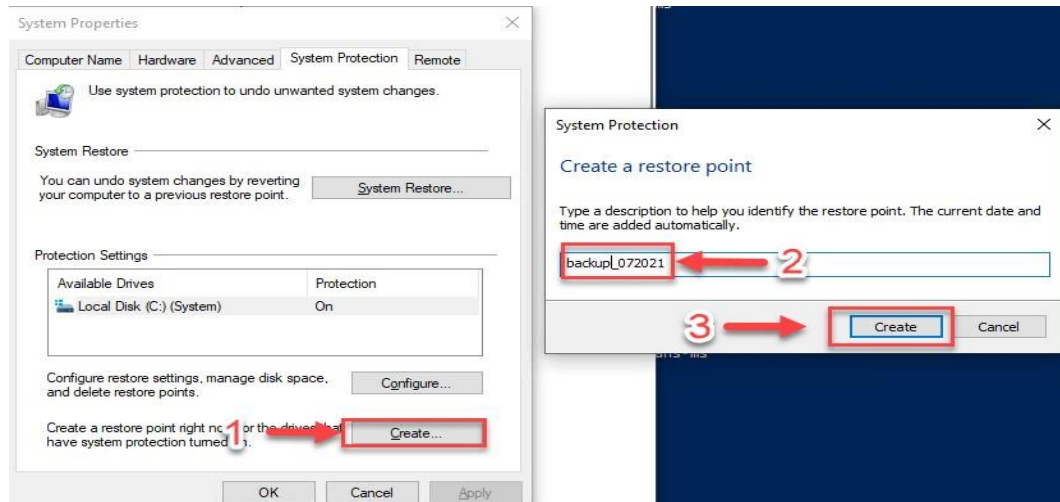 System Properties
Computer Name Hardware Advanced System Protection Remote
Use system protection to undo unwanted system changes.
System Restore
You can undo system changes by reverting
your computer to a previous restore point.
System Restore...
Protection Settings
Available Drives Protection
Local Disk (C:) (System) On
Configure restore settings, manage disk space,
and delete restore points.
Configure...
Create a restore point right for the drives that
have system protection turned
1
Create...
OK Cancel Apply
System Protection
Create a restore point
Type a description to help you identify the restore point. The current date and
time are added automatically.
backup_072021
2
3
Create Cancel